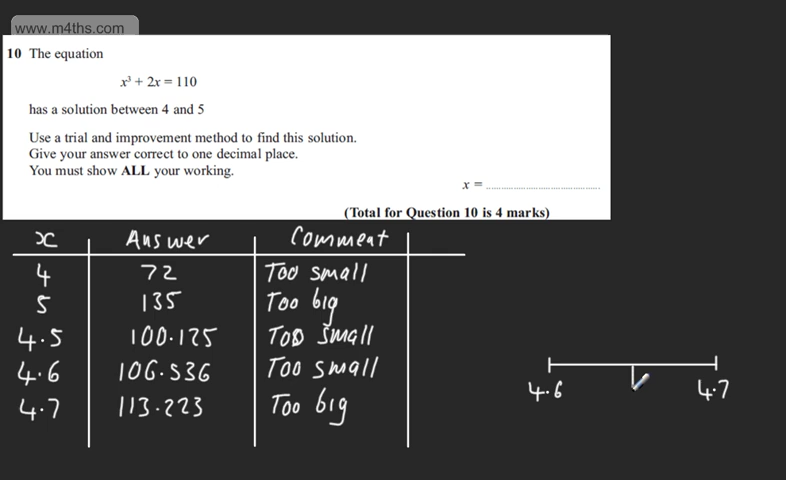 www.m4ths.com
10 The equation
x³ + 2x = 110
has a solution between 4 and 5
Use a trial and improvement method to find this solution.
Give your answer correct to one decimal place.
You must show ALL your working.
x = ..............................................
(Total for Question 10 is 4 marks)
x Answer Comment
4 72 Too small
5 135 Too big
4.5 100.125 Too small
4.6 106.536 Too small
4.7 113.223 Too big
4.6 4.7